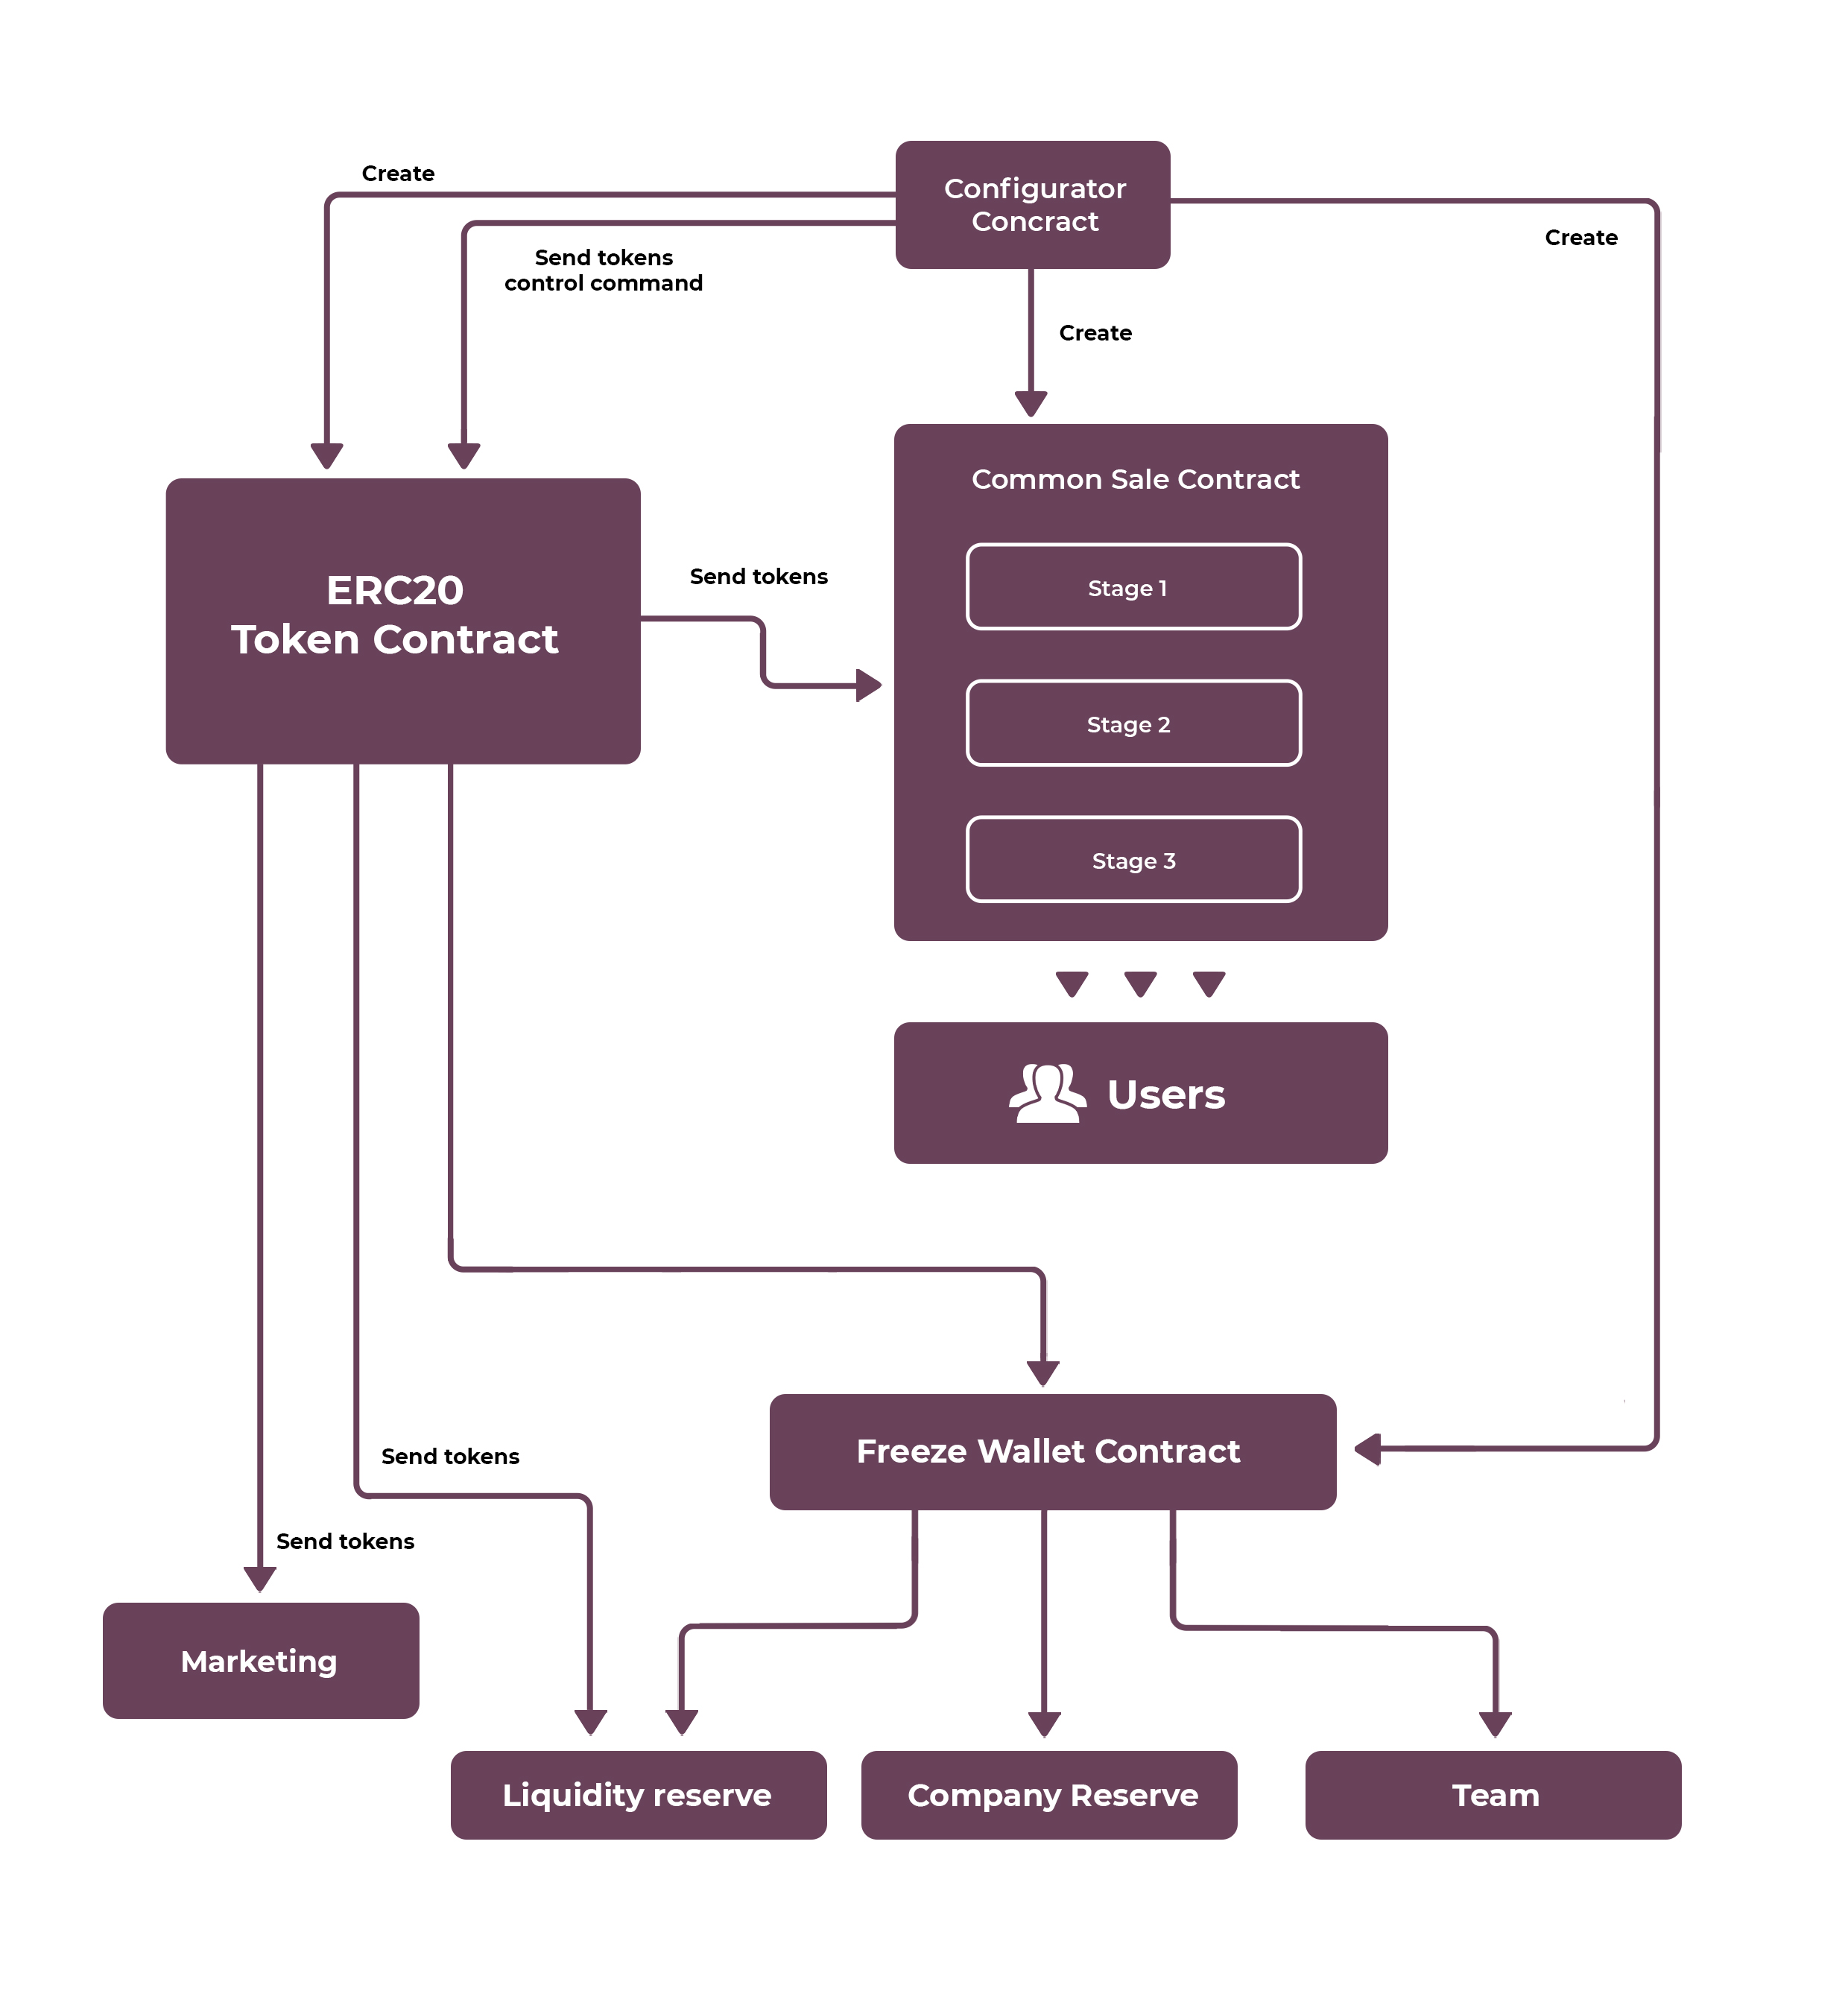 Create
Configurator
Concract
Create
Send tokens
control command
Create
Common Sale Contract
ERC20
Token Contract
Send tokens
Stage 1
Stage 2
Stage 3
Users
Freeze Wallet Contract
Send tokens
Send tokens
Marketing
Liquidity reserve
Company Reserve
Team